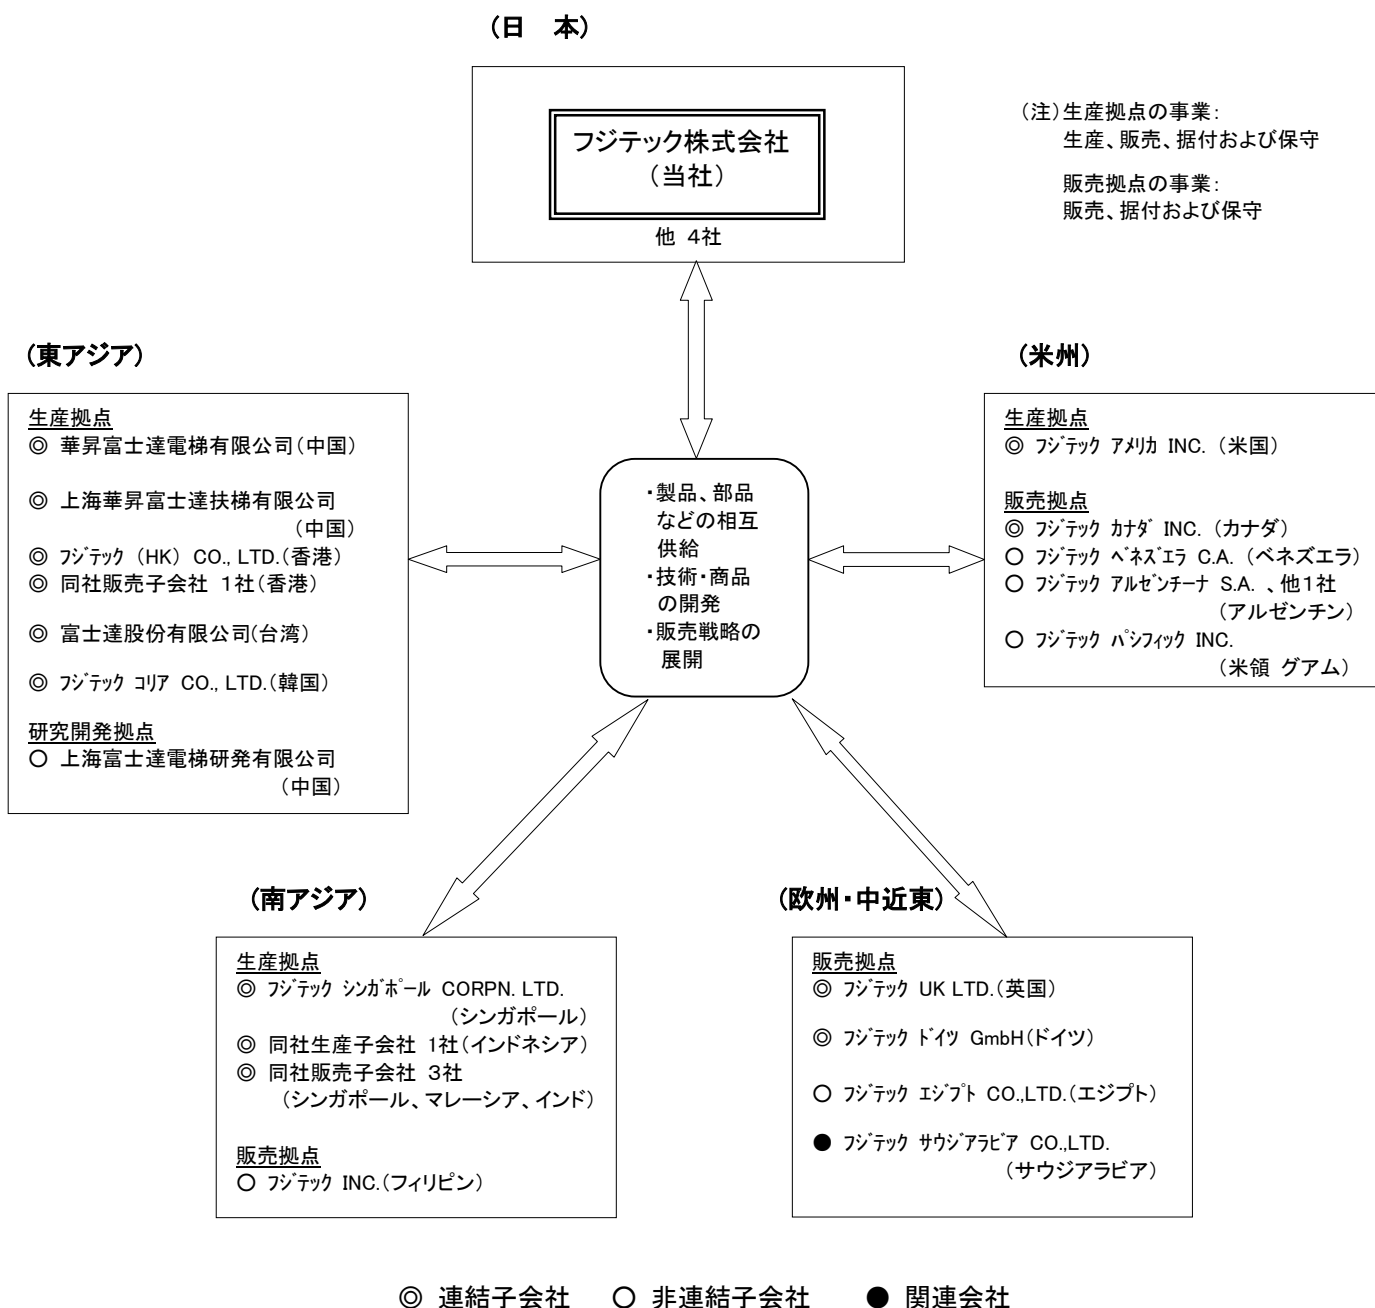 (日　本)
フジテック株式会社
(当社)
他 4社
(注)生産拠点の事業:
生産、販売、据付および保守
販売拠点の事業:
販売、据付および保守
(東アジア)
生産拠点
◎ 華昇富士達電梯有限公司(中国)
◎ 上海華昇富士達扶梯有限公司
(中国)
◎ ﾌｼﾞﾃｯｸ (HK) CO., LTD.(香港)
◎ 同社販売子会社 1社(香港)
◎ 富士達股份有限公司(台湾)
◎ ﾌｼﾞﾃｯｸ ｺﾘｱ CO., LTD.(韓国)
研究開発拠点
○ 上海富士達電梯研発有限公司
(中国)
・製品、部品
などの相互
供給
・技術・商品
の開発
・販売戦略の
展開
(米州)
生産拠点
◎ ﾌｼﾞﾃｯｸ ｱﾒﾘｶ INC. (米国)
販売拠点
◎ ﾌｼﾞﾃｯｸ ｶﾅﾀﾞ INC. (カナダ)
○ ﾌｼﾞﾃｯｸ ﾍﾞﾈｽﾞｴﾗ C.A. (ベネズエラ)
○ ﾌｼﾞﾃｯｸ ｱﾙｾﾞﾝﾁｰﾅ S.A. 、他1社
(アルゼンチン)
○ ﾌｼﾞﾃｯｸ ﾊﾟｼﾌｨｯｸ INC.
(米領 グアム)
(南アジア)
生産拠点
◎ ﾌｼﾞﾃｯｸ ｼﾝｶﾞﾎﾟｰﾙ CORPN. LTD.
(シンガポール)
◎ 同社生産子会社 1社(インドネシア)
◎ 同社販売子会社 3社
(シンガポール、マレーシア、インド)
販売拠点
○ ﾌｼﾞﾃｯｸ INC.(フィリピン)
(欧州・中近東)
販売拠点
◎ ﾌｼﾞﾃｯｸ UK LTD.(英国)
◎ ﾌｼﾞﾃｯｸ ﾄﾞｲﾂ GmbH(ドイツ)
○ ﾌｼﾞﾃｯｸ ｴｼﾞﾌﾟﾄ CO.,LTD.(エジプト)
● ﾌｼﾞﾃｯｸ ｻｳｼﾞｱﾗﾋﾞｱ CO.,LTD.
(サウジアラビア)
◎ 連結子会社　○ 非連結子会社　● 関連会社